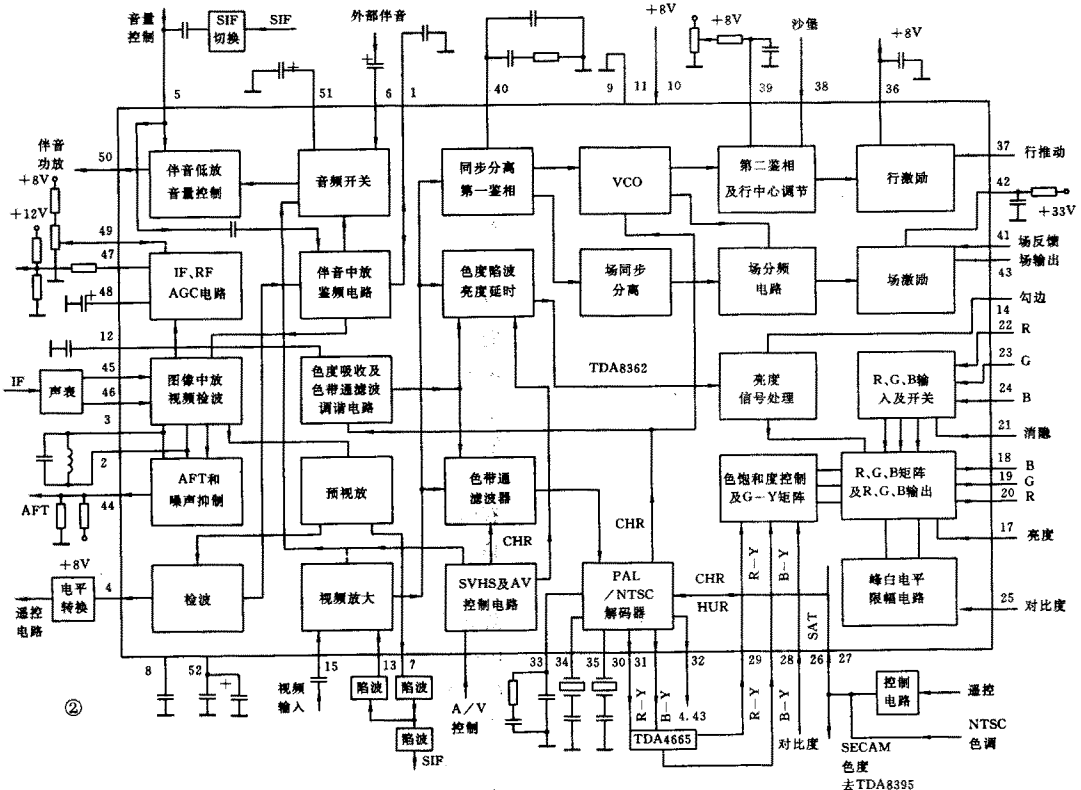 音量
控制
SIF
切换
SIF
外部伴音
+8V
+8V
沙堡
+8V
5
51
6
1
40
9
11
10
39
38
36
伴音
功放
50
+8V
+12V
49
47
48
12
IF
声表
45
46
3
2
AFT
44
+8V
电平
转换
4
遥控
电路
伴音低放
音量控制
音频开关
同步分离
第一鉴相
VCO
第二鉴相
及行中心调节
行激励
37
行推动
42
+33V
41
场反馈
场输出
43
IF、RF
AGC电路
伴音中放
鉴频电路
色度陷波
亮度延时
场同步
分离
场分频
电路
场激励
勾边
14
22
R
23
G
24
B
21
消隐
TDA8362
图像中放
视频检波
色度吸收及
色带通滤波
调谐电路
亮度
信号处理
R、G、B输
入及开关
AFT和
噪声抑制
预视放
色带通
滤波器
色饱和度控制
及G-Y矩阵
R、G、B矩阵
及R、G、B输出
18
B
19
G
20
R
17
亮度
CHR
CHR
R-Y
B-Y
检波
视频放大
SVHS及AV
控制电路
PAL
/NTSC
解码器
CHR
HUR
SAT
峰白电平
限幅电路
25
对比度
8
52
+
15
13
7
33
34
35
30
31
32
29
28
26
27
②
视频
输入
陷波
陷波
陷波
SIF
A/V
控制
R-Y
B-Y
4.43
TDA4665
R-Y
B-Y
对比度
控制
电路
遥控
NTSC
色调
SECAM
色度
去TDA8395